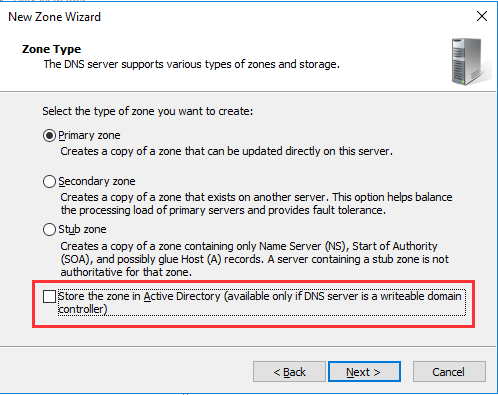 New Zone Wizard
Zone Type
The DNS server supports various types of zones and storage.
Select the type of zone you want to create:
Primary zone
Creates a copy of a zone that can be updated directly on this server.
Secondary zone
Creates a copy of a zone that exists on another server. This option helps balance
the processing load of primary servers and provides fault tolerance.
Stub zone
Creates a copy of a zone containing only Name Server (NS), Start of Authority
(SOA), and possibly glue Host (A) records. A server containing a stub zone is not
authoritative for that zone.
Store the zone in Active Directory (available only if DNS server is a writeable domain
controller)
< Back
Next >
Cancel